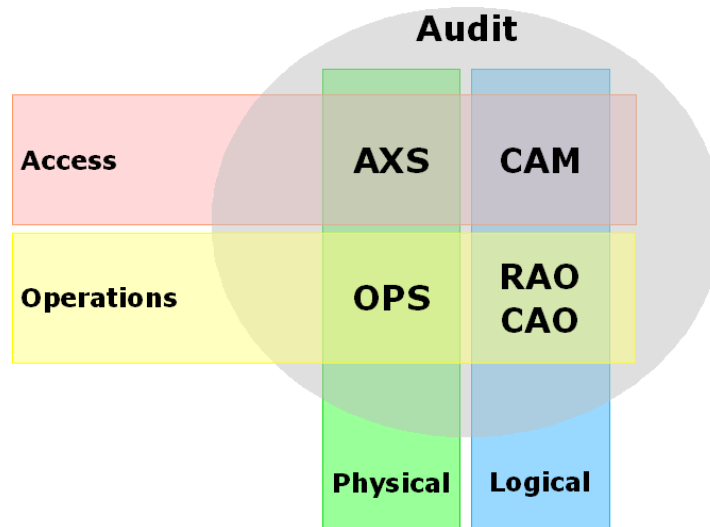 Audit
Access
AXS
CAM
Operations
OPS
RAO
CAO
Physical
Logical